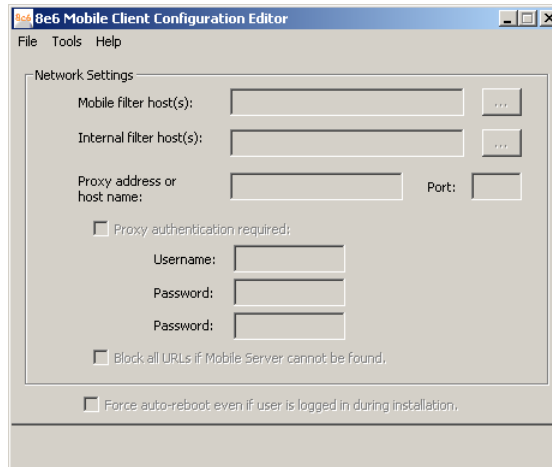 8e6 8e6 Mobile Client Configuration Editor
File Tools Help
Network Settings
Mobile filter host(s): ...
Internal filter host(s): ...
Proxy address or
host name:
Port:
Proxy authentication required:
Username:
Password:
Password:
Block all URLs if Mobile Server cannot be found.
Force auto-reboot even if user is logged in during installation.